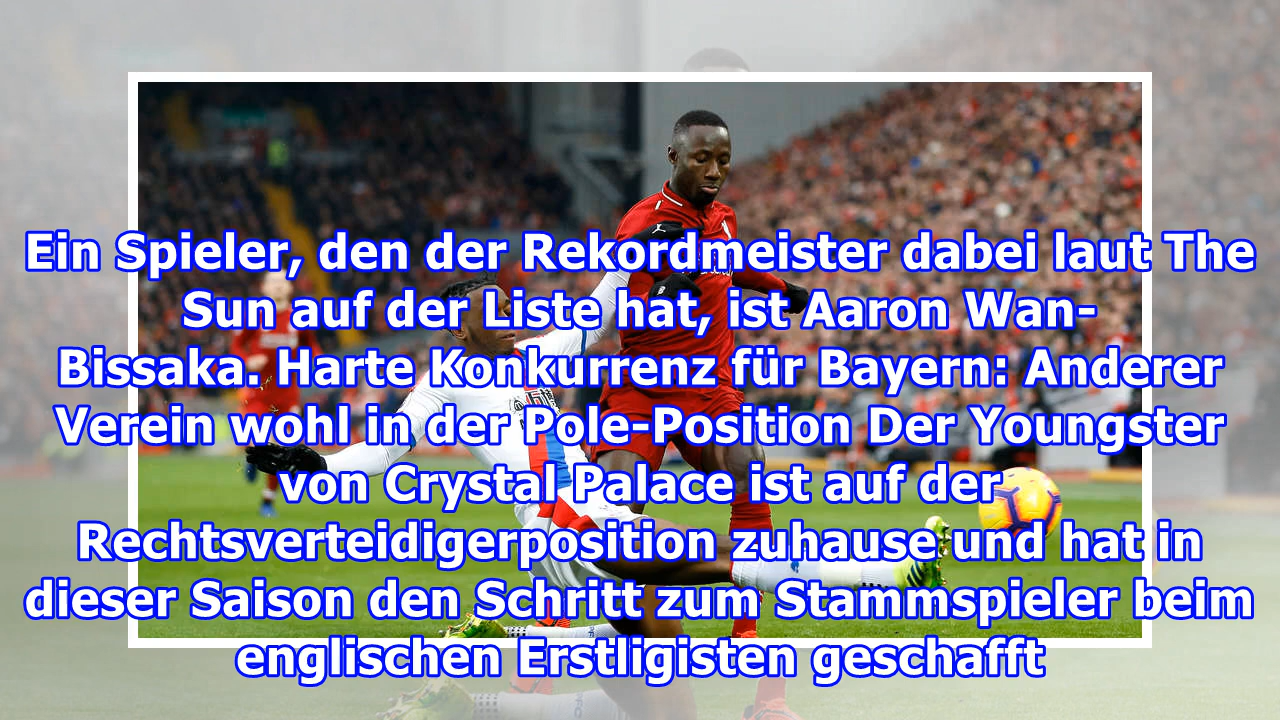 Ein Spieler, den der Rekordmeister dabei laut The
Sun auf der Liste hat, ist Aaron Wan-
Bissaka. Harte Konkurrenz für Bayern: Anderer
Verein wohl in der Pole-Position Der Youngster
von Crystal Palace ist auf der
Rechtsverteidigerposition zuhause und hat in
dieser Saison den Schritt zum Stammspieler beim
englischen Erstligisten geschafft